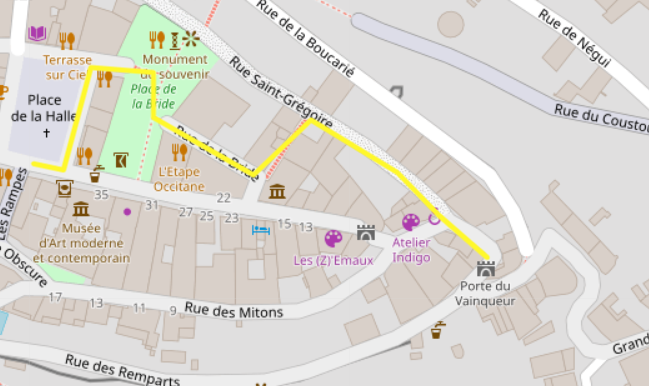 Rue de la Boucarié
Rue de Négui
Terrasse
sur Cie
Monument
du souvenir
Place de
la Bride
Rue Saint-Grégoire
Place
de la Halle
Rue du Coustou
Rue de la Bride
L'Etape
Occitane
Les Rampes
35
31
27
25
23
22
15
13
Musée
d'Art moderne
et contemporain
Les (Z)'Emaux
Atelier
Indigo
Porte du
Vainqueur
Obscure
17
13
11
9
Rue des Mitons
Grand
Rue des Remparts